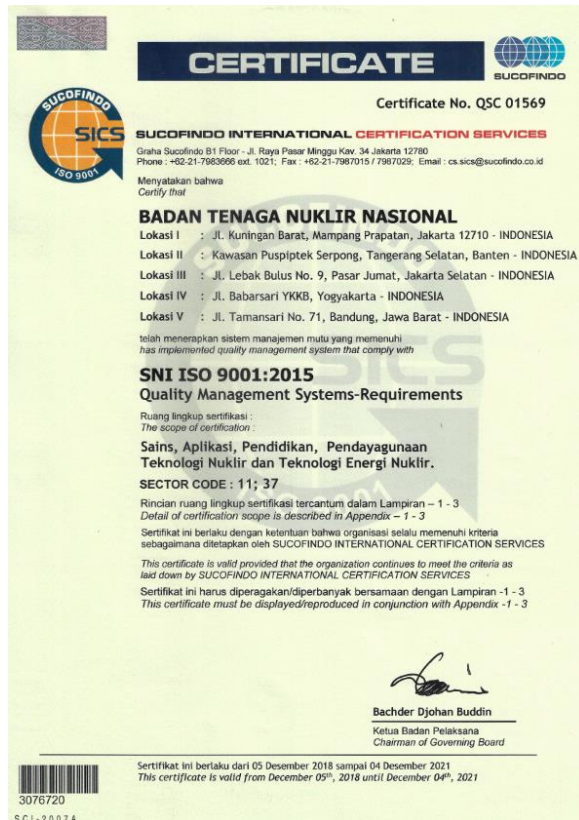 CERTIFICATE
SUCOFINDO
SUCOFINDO
SICS
ISO 9001
Certificate No. QSC 01569
SUCOFINDO INTERNATIONAL CERTIFICATION SERVICES
Graha Sucofindo B1 Floor - Jl. Raya Pasar Minggu Kav. 34 Jakarta 12780
Phone : +62-21-7983666 ext. 1021; Fax : +62-21-7987015 / 7987029; Email : cs.sics@sucofindo.co.id
Menyatakan bahwa
Certify that
BADAN TENAGA NUKLIR NASIONAL
Lokasi I : Jl. Kuningan Barat, Mampang Prapatan, Jakarta 12710 - INDONESIA
Lokasi II : Kawasan Puspiptek Serpong, Tangerang Selatan, Banten - INDONESIA
Lokasi III : Jl. Lebak Bulus No. 9, Pasar Jumat, Jakarta Selatan - INDONESIA
Lokasi IV : Jl. Babarsari YKKB, Yogyakarta - INDONESIA
Lokasi V : Jl. Tamansari No. 71, Bandung, Jawa Barat - INDONESIA
telah menerapkan sistem manajemen mutu yang memenuhi
has implemented quality management system that comply with
SNI ISO 9001:2015
Quality Management Systems-Requirements
Ruang lingkup sertifikasi :
The scope of certification :
Sains, Aplikasi, Pendidikan, Pendayagunaan
Teknologi Nuklir dan Teknologi Energi Nuklir.
SECTOR CODE : 11; 37
Rincian ruang lingkup sertifikasi tercantum dalam Lampiran – 1 - 3
Detail of certification scope is described in Appendix – 1 - 3
Sertifikat ini berlaku dengan ketentuan bahwa organisasi selalu memenuhi kriteria
sebagaimana ditetapkan oleh SUCOFINDO INTERNATIONAL CERTIFICATION SERVICES
This certificate is valid provided that the organization continues to meet the criteria as
laid down by SUCOFINDO INTERNATIONAL CERTIFICATION SERVICES
Sertifikat ini harus diperagakan/diperbanyak bersamaan dengan Lampiran -1 - 3
This certificate must be displayed/reproduced in conjunction with Appendix -1 - 3
Bachder Djohan Buddin
Ketua Badan Pelaksana
Chairman of Governing Board
Sertifikat ini berlaku dari 05 Desember 2018 sampai 04 Desember 2021
This certificate is valid from December 05th, 2018 until December 04th, 2021
3076720